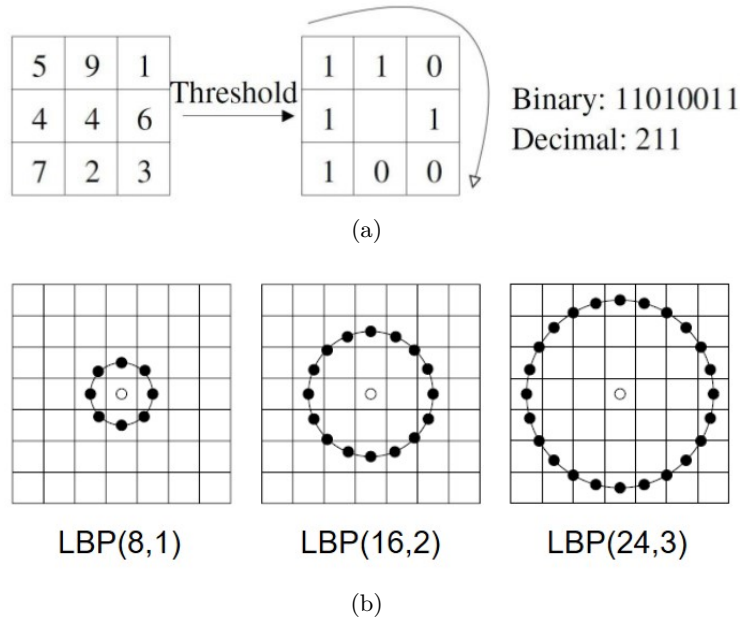 5 9 1 1 1 0
Threshold
4 4 6 1 1
Binary: 11010011
Decimal: 211
7 2 3 1 0 0
(a)
LBP(8,1) LBP(16,2) LBP(24,3)
(b)